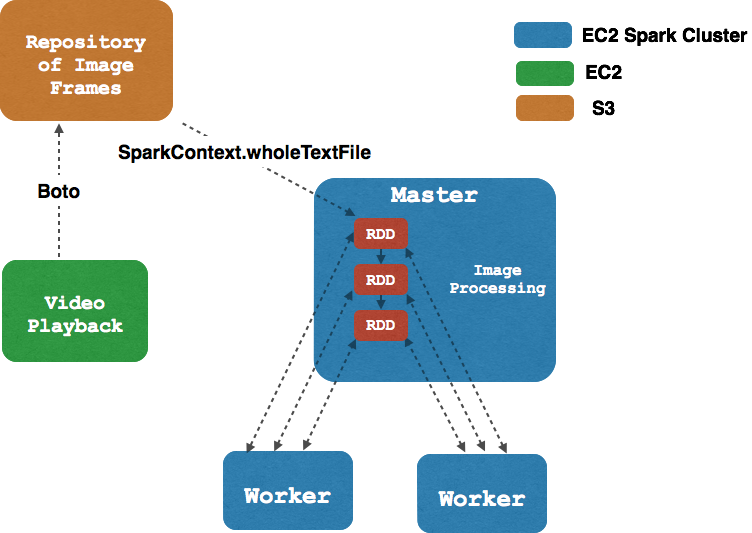 Repository
of Image
Frames
EC2 Spark Cluster
EC2
S3
SparkContext.wholeTextFile
Boto
Master
RDD
Image
Processing
RDD
RDD
Video
Playback
Worker
Worker